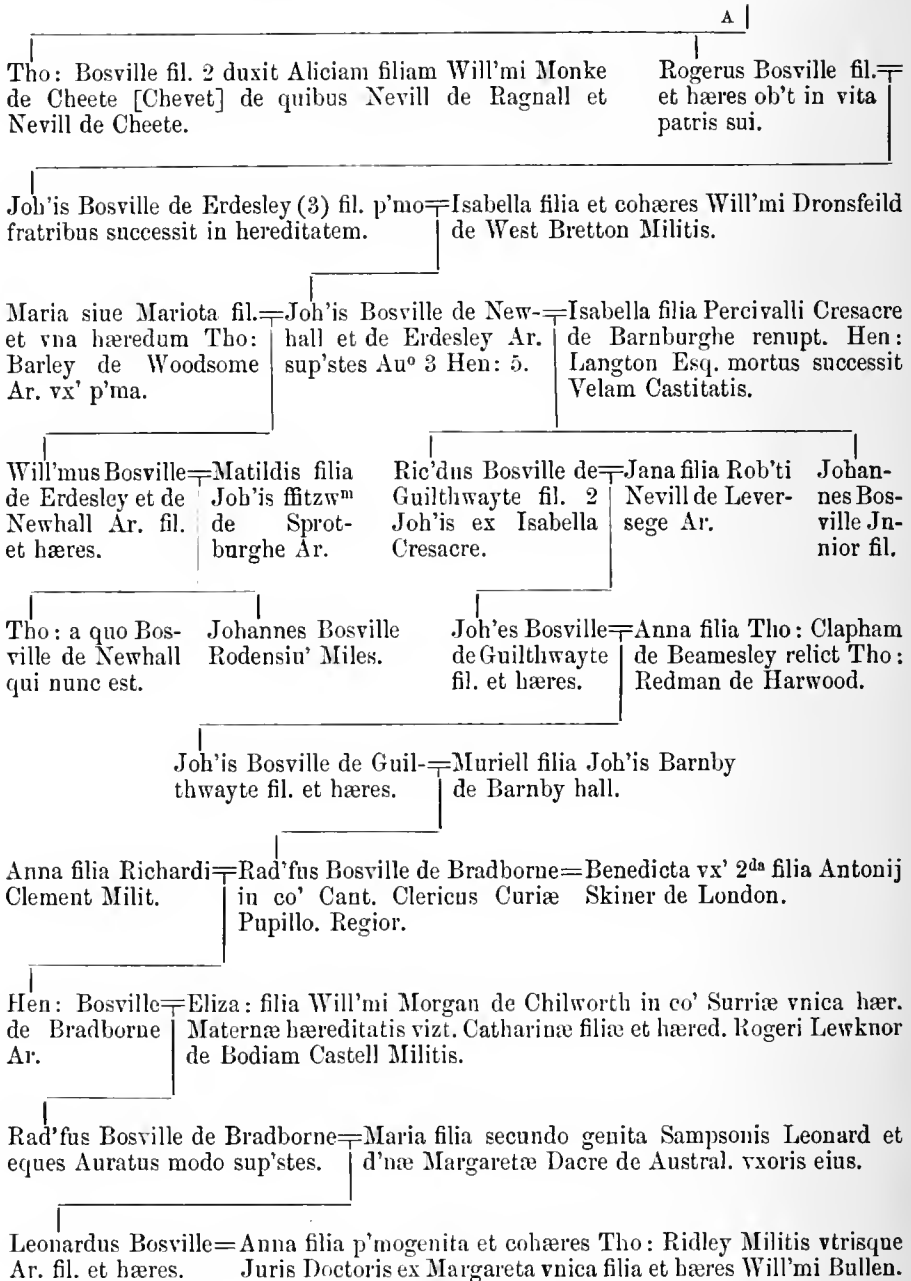 A
Tho: Bosville fil. 2 duxit Aliciam filiam Will'mi Monke
de Cheete [Chevet] de quibus Nevill de Ragnall et
Nevill de Cheete.
Rogerus Bosville fil.
et hæres ob't in vita
patris sui.
Joh'is Bosville de Erdesley (3) fil. p'mo
fratribus successit in hereditatem.
Isabella filia et cohæres Will'mi Dronsfeild
de West Bretton Militis.
Maria siue Mariota fil.
et vna hæredum Tho:
Barley de Woodsome
Ar. vx' p'ma.
Joh'is Bosville de New-
hall et de Erdesley Ar.
sup'stes Auº 3 Hen: 5.
Isabella filia Percivalli Cresacre
de Barnburghe renupt. Hen:
Langton Esq. mortus successit
Velam Castitatis.
Will'mus Bosville
de Erdesley et de
Newhall Ar. fil.
et hæres.
Matildis filia
Joh'is ffitzwᵐ
de Sprot-
burghe Ar.
Ric'dus Bosville de
Guilthwayte fil. 2
Joh'is ex Isabella
Cresacre.
Jana filia Rob'ti
Nevill de Lever-
sege Ar.
Johan-
nes Bos-
ville Jn-
nior fil.
Tho: a quo Bos-
ville de Newhall
qui nunc est.
Johannes Bosville
Rodensiu' Miles.
Joh'es Bosville
de Guilthwayte
fil. et hæres.
Anna filia Tho: Clapham
de Beamesley relict Tho:
Redman de Harwood.
Joh'is Bosville de Guil-
thwayte fil. et hæres.
Muriell filia Joh'is Barnby
de Barnby hall.
Anna filia Richardi
Clement Milit.
Rad'fus Bosville de Bradborne
in co' Cant. Clericus Curiæ
Pupillo. Regior.
Benedicta vx' 2ᵈᵃ filia Antonij
Skiner de London.
Hen: Bosville
de Bradborne
Ar.
Eliza: filia Will'mi Morgan de Chilworth in co' Surriæ vnica hær.
Maternæ hæreditatis vizt. Catharinæ filiæ et hæred. Rogeri Lewknor
de Bodiam Castell Militis.
Rad'fus Bosville de Bradborne
eques Auratus modo sup'stes.
Maria filia secundo genita Sampsonis Leonard et
d'næ Margaretæ Dacre de Austral. vxoris eius.
Leonardus Bosville
Ar. fil. et hæres.
Anna filia p'mogenita et cohæres Tho: Ridley Militis vtrisque
Juris Doctoris ex Margareta vnica filia et hæres Will'mi Bullen.